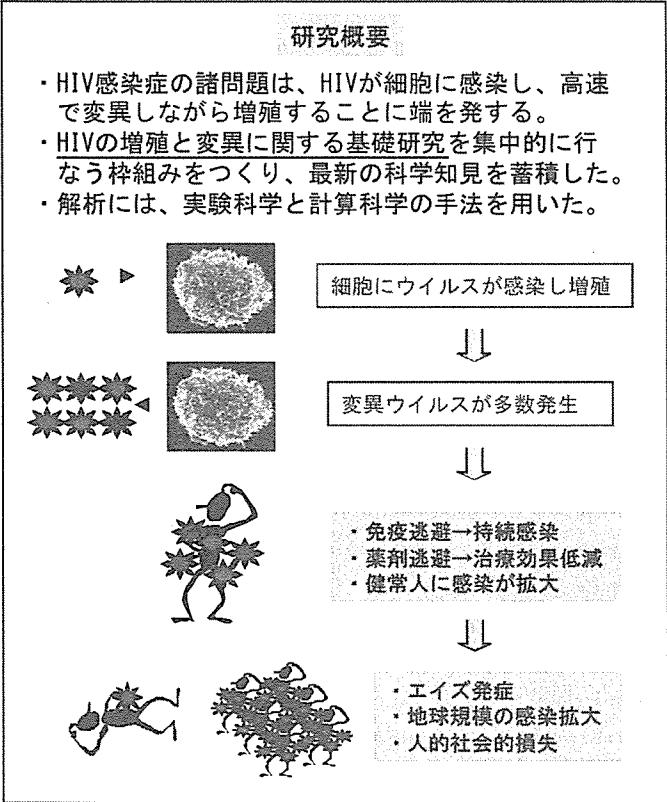 研究概要
・HIV感染症の諸問題は、HIVが細胞に感染し、高速
で変異しながら増殖することに端を発する。
・HIVの増殖と変異に関する基礎研究を集中的に行
なう枠組みをつくり、最新の科学知見を蓄積した。
・解析には、実験科学と計算科学の手法を用いた。
細胞にウイルスが感染し増殖
変異ウイルスが多数発生
・免疫逃避→持続感染
・薬剤逃避→治療効果低減
・健常人に感染が拡大
・エイズ発症
・地球規模の感染拡大
・人的社会的損失